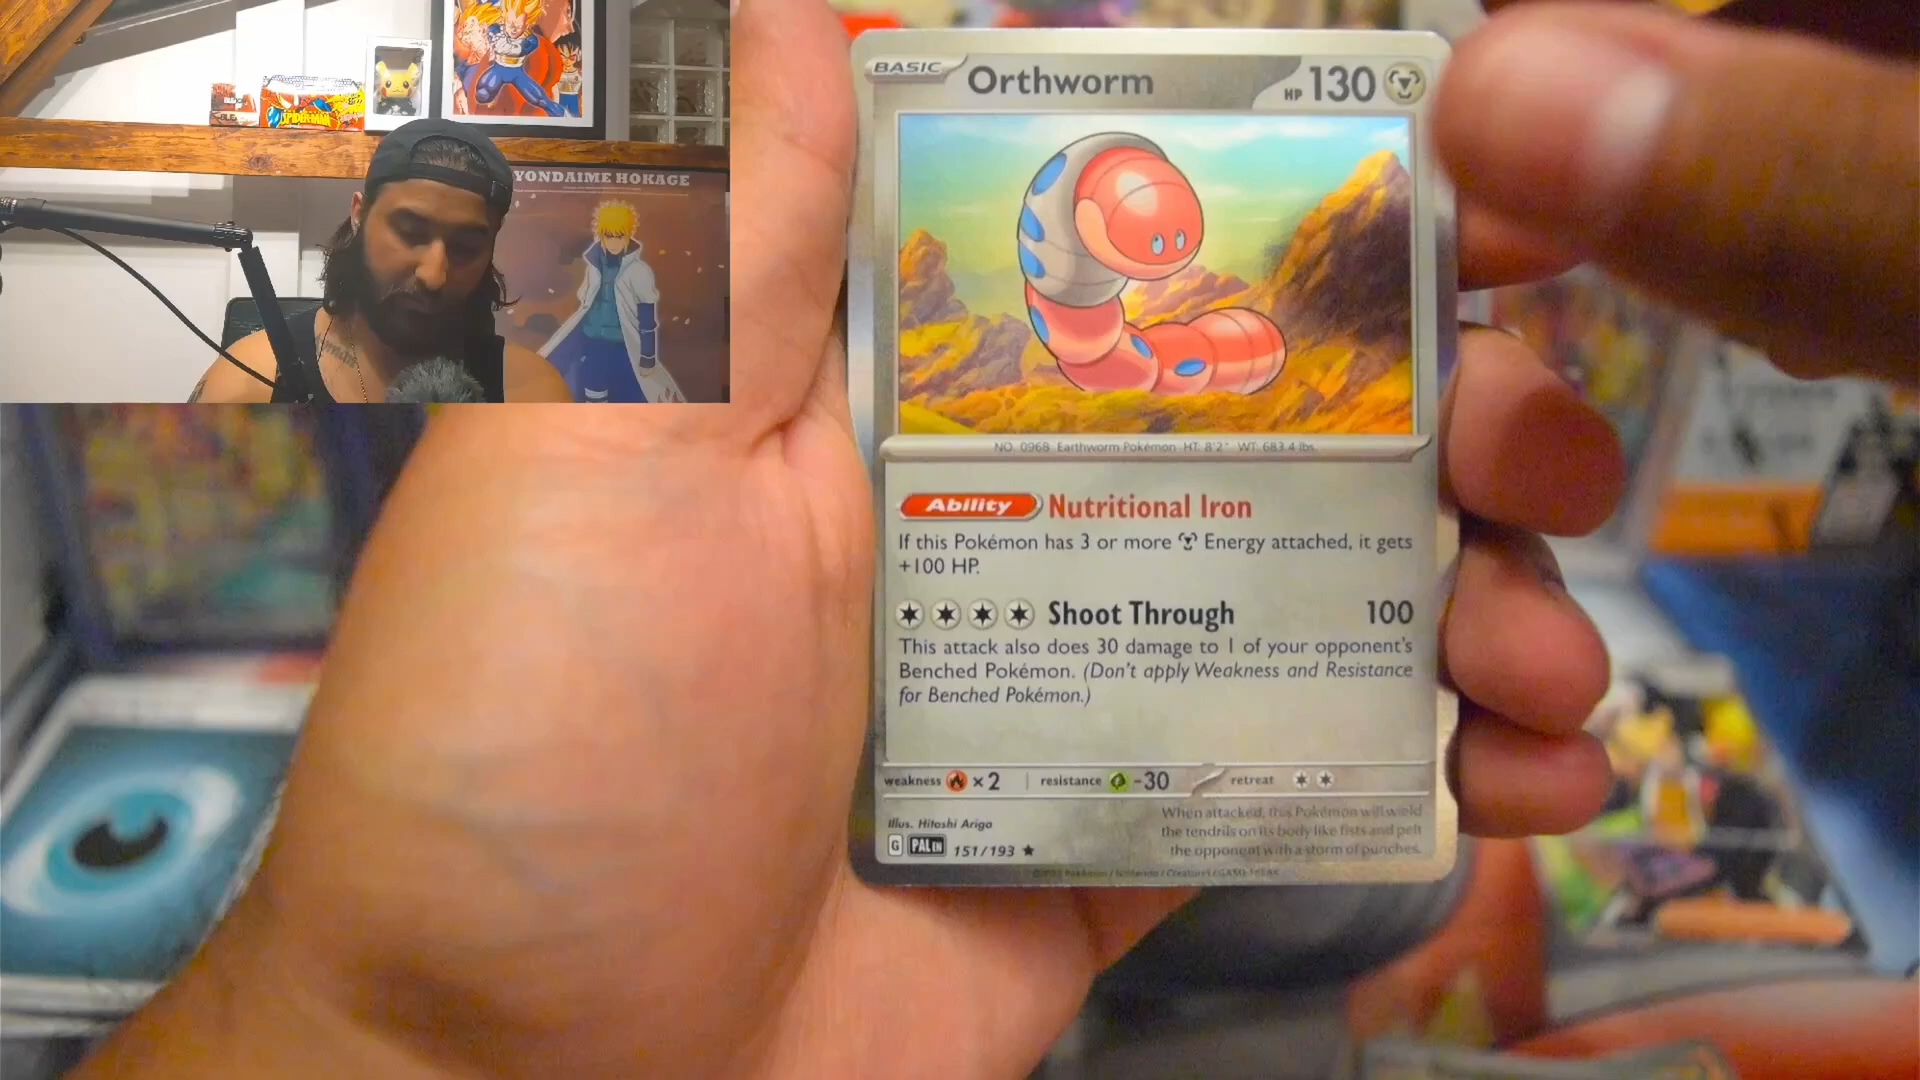 YONDAIME HOKAGE
SPIDER-MAN
BASIC Orthworm HP 130
NO. 0968 Earthworm Pokémon HT: 8'2" WT: 683.4 lbs.
Ability Nutritional Iron
If this Pokémon has 3 or more Energy attached, it gets
+100 HP.
Shoot Through 100
This attack also does 30 damage to 1 of your opponent's
Benched Pokémon. (Don't apply Weakness and Resistance
for Benched Pokémon.)
weakness ×2 resistance -30 retreat
Illus. Hitoshi Ariga
G PAL EN 151/193 ★
When attacked, this Pokémon will wield
the tendrils on its body like fists and pelt
the opponent with a storm of punches.